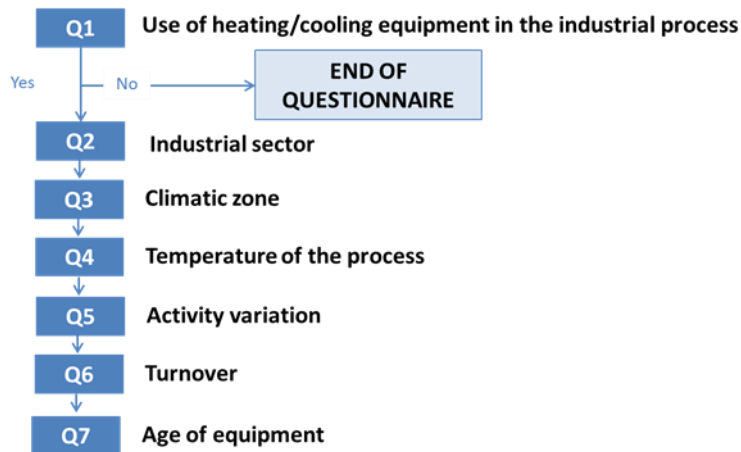 Q1 Use of heating/cooling equipment in the industrial process
Yes No END OF
QUESTIONNAIRE
Q2 Industrial sector
Q3 Climatic zone
Q4 Temperature of the process
Q5 Activity variation
Q6 Turnover
Q7 Age of equipment